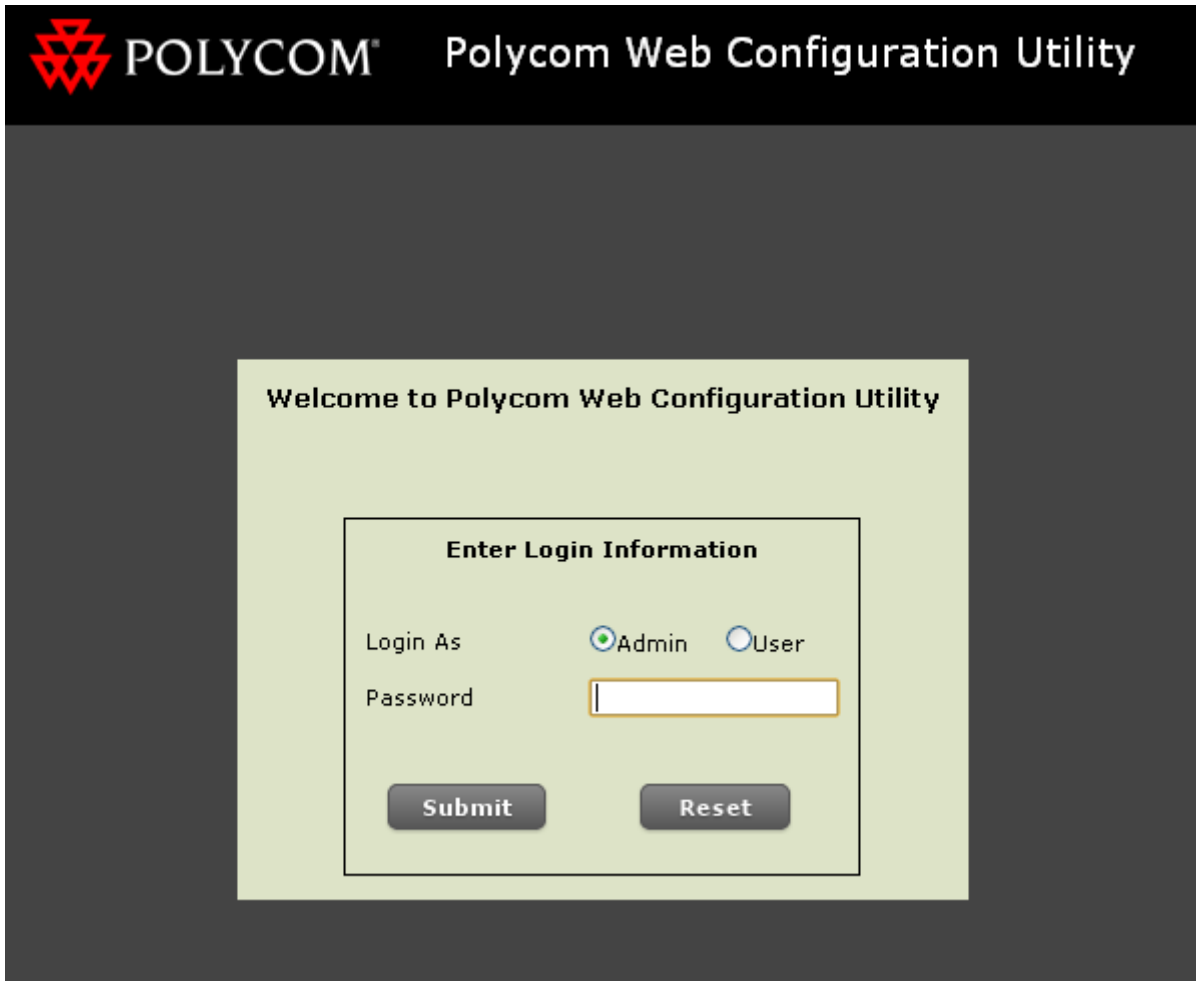 POLYCOM® Polycom Web Configuration Utility
Welcome to Polycom Web Configuration Utility
Enter Login Information
Login As Admin User
Password
Submit Reset